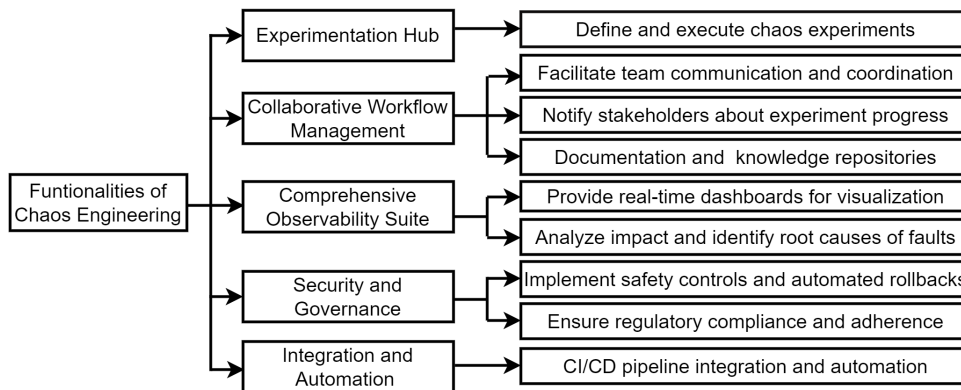 Funtionalities of
Chaos Engineering
Experimentation Hub
Define and execute chaos experiments
Collaborative Workflow
Management
Facilitate team communication and coordination
Notify stakeholders about experiment progress
Documentation and  knowledge repositories
Comprehensive
Observability Suite
Provide real-time dashboards for visualization
Analyze impact and identify root causes of faults
Security and
Governance
Implement safety controls and automated rollbacks
Ensure regulatory compliance and adherence
Integration and
Automation
CI/CD pipeline integration and automation